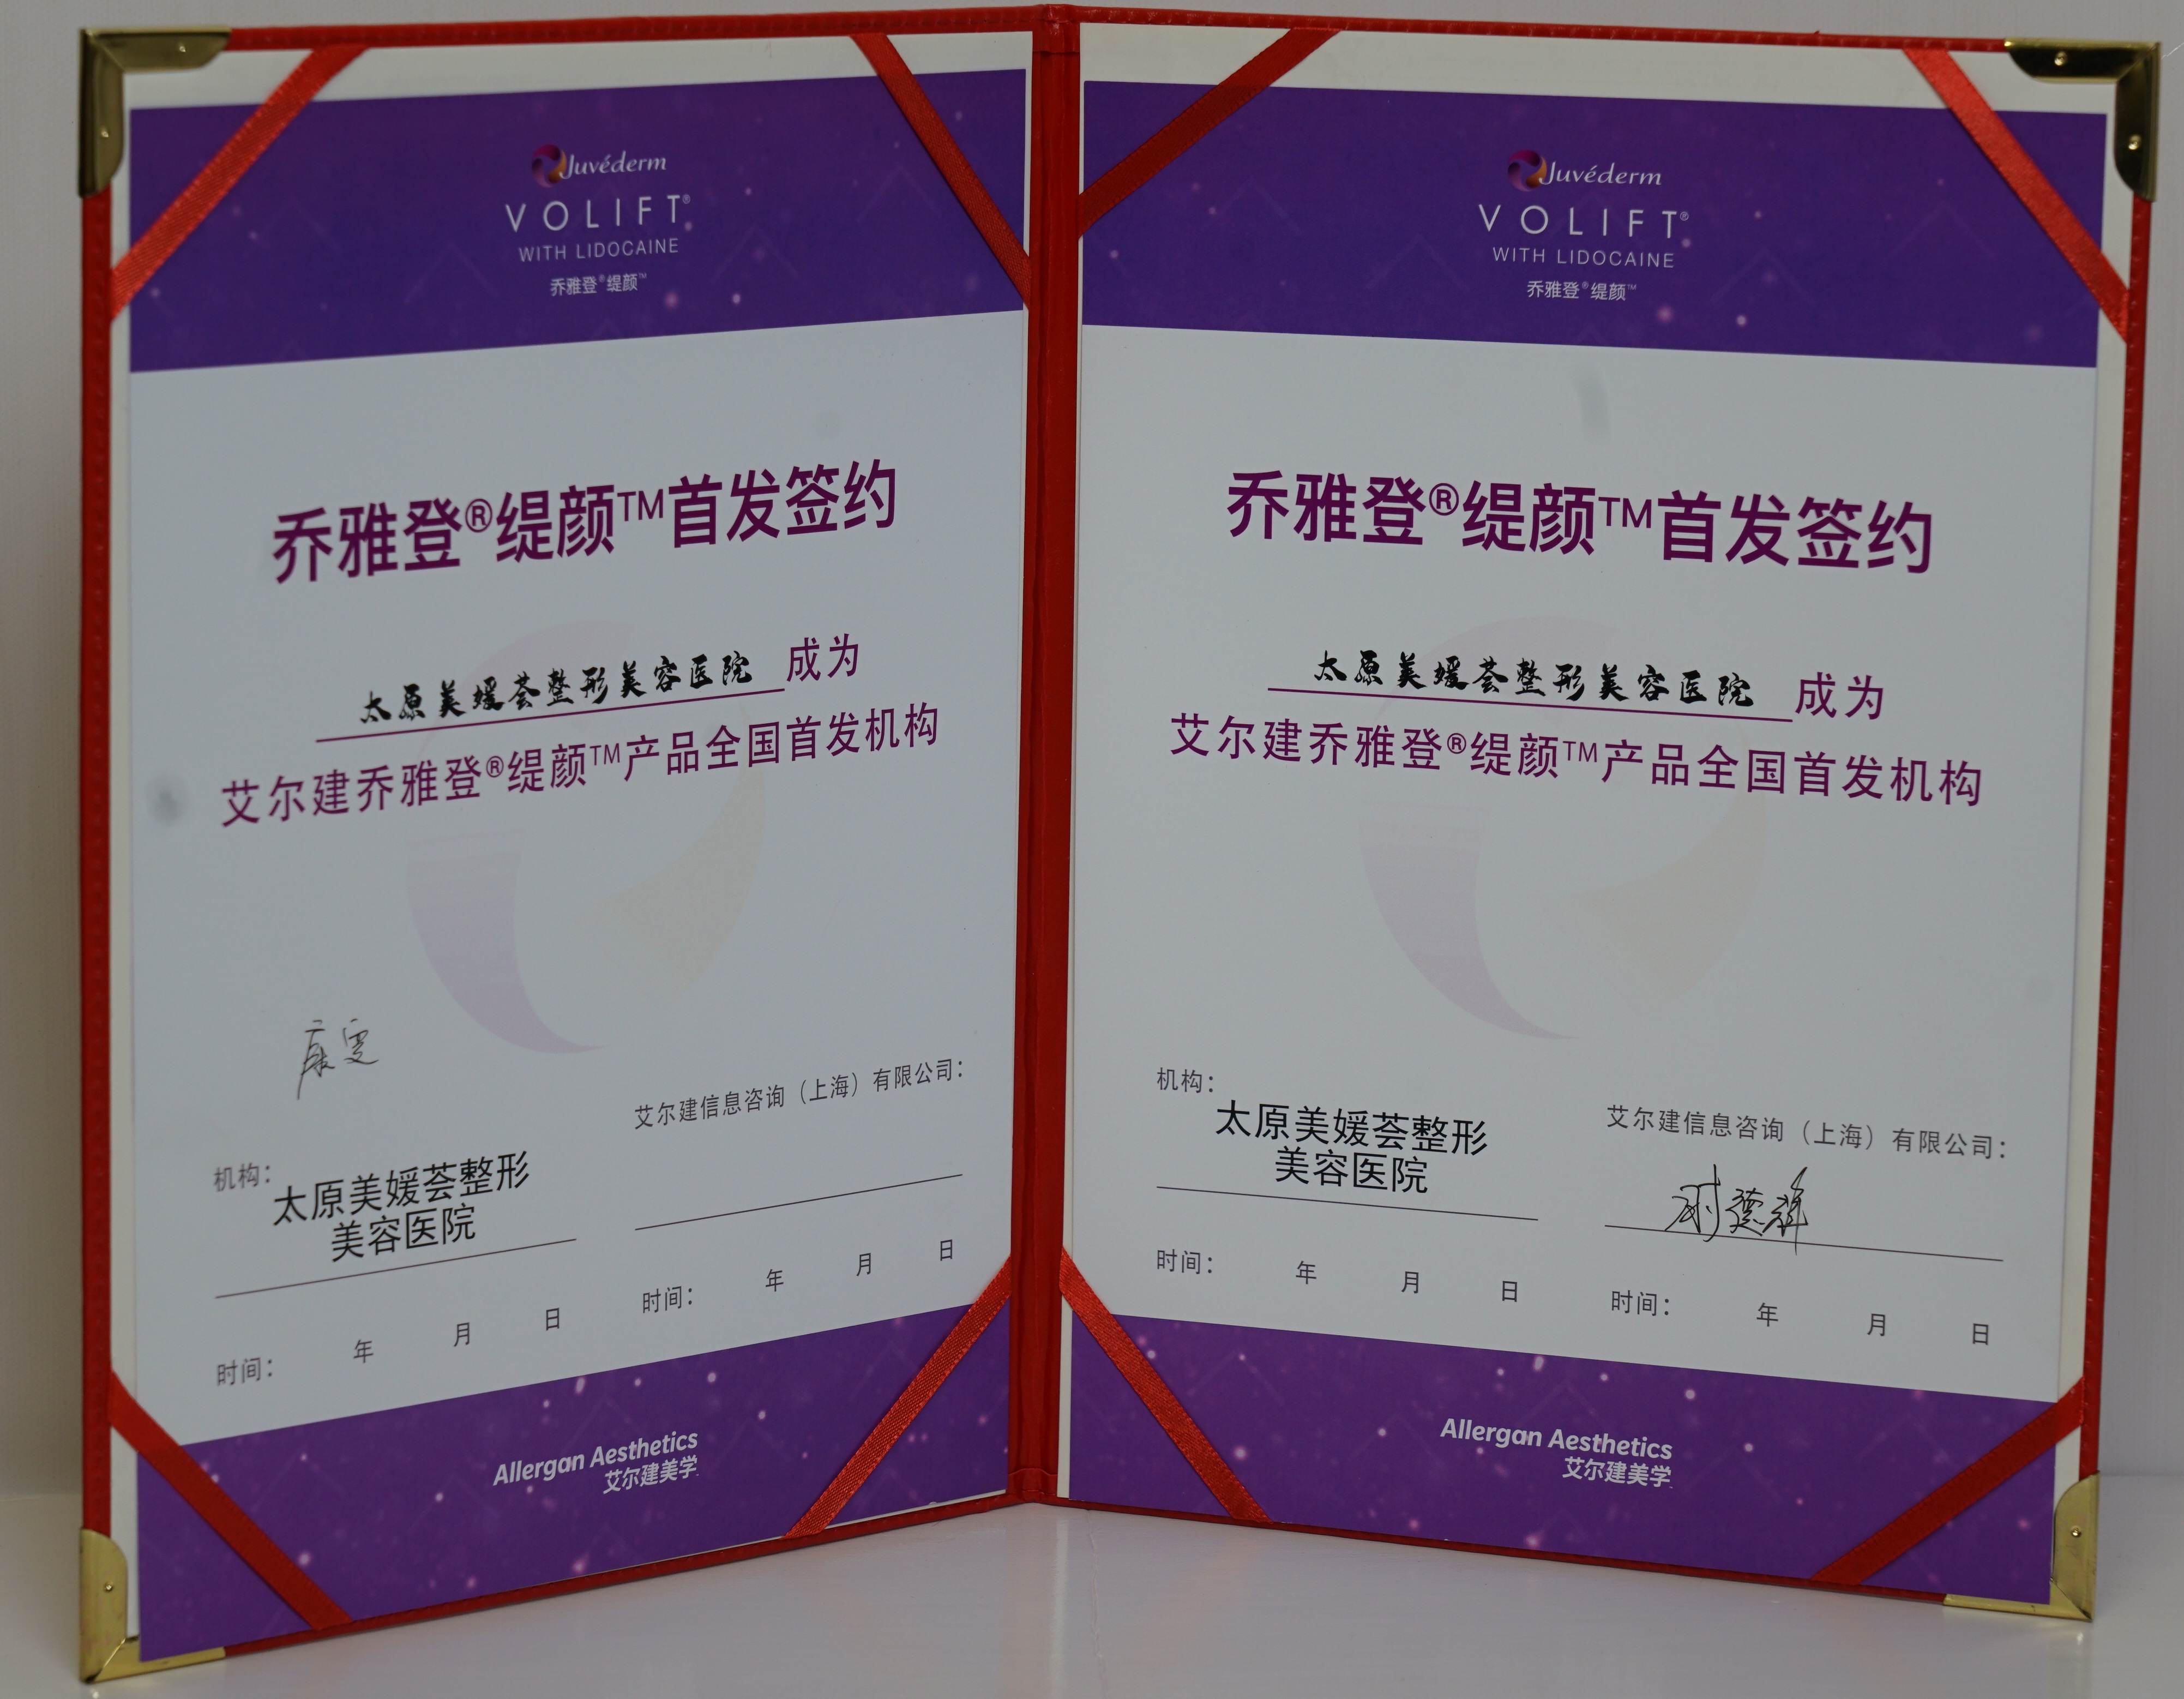 Juvéderm
VOLIFT®
WITH LIDOCAINE
乔雅登®缇颜™
乔雅登®缇颜™首发签约
太原美媛荟整形美容医院成为
艾尔建乔雅登®缇颜™产品全国首发机构
康雯
机构：
太原美媛荟整形
美容医院
时间： 年 月 日
艾尔建信息咨询（上海）有限公司：
时间： 年 月 日
Allergan Aesthetics
艾尔建美学
Juvéderm
VOLIFT®
WITH LIDOCAINE
乔雅登®缇颜™
乔雅登®缇颜™首发签约
太原美媛荟整形美容医院成为
艾尔建乔雅登®缇颜™产品全国首发机构
机构：
太原美媛荟整形
美容医院
时间： 年 月 日
艾尔建信息咨询（上海）有限公司：
时间： 年 月 日
Allergan Aesthetics
艾尔建美学